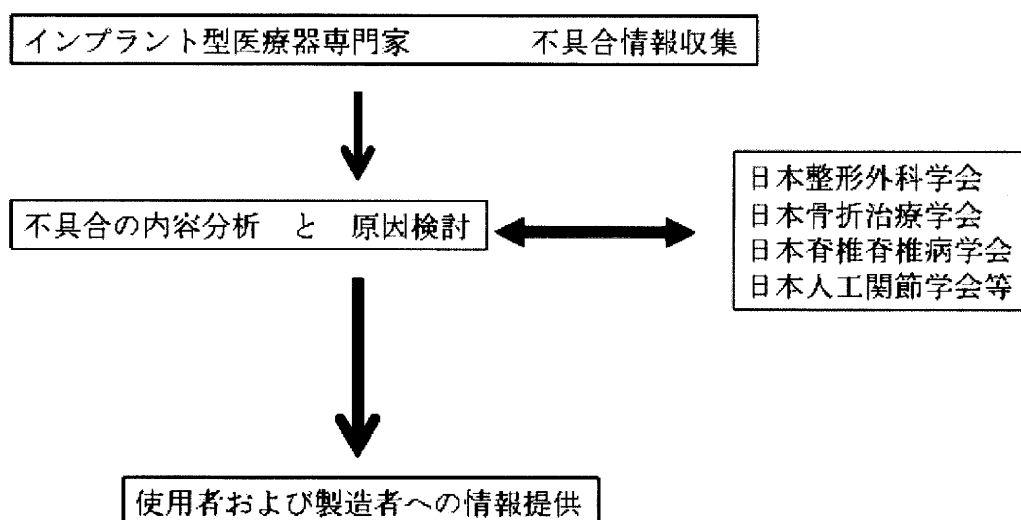 インプラント型医療器専門家 不具合情報収集
不具合の内容分析 と 原因検討
日本整形外科学会
日本骨折治療学会
日本脊椎脊椎病学会
日本人工関節学会等
使用者および製造者への情報提供